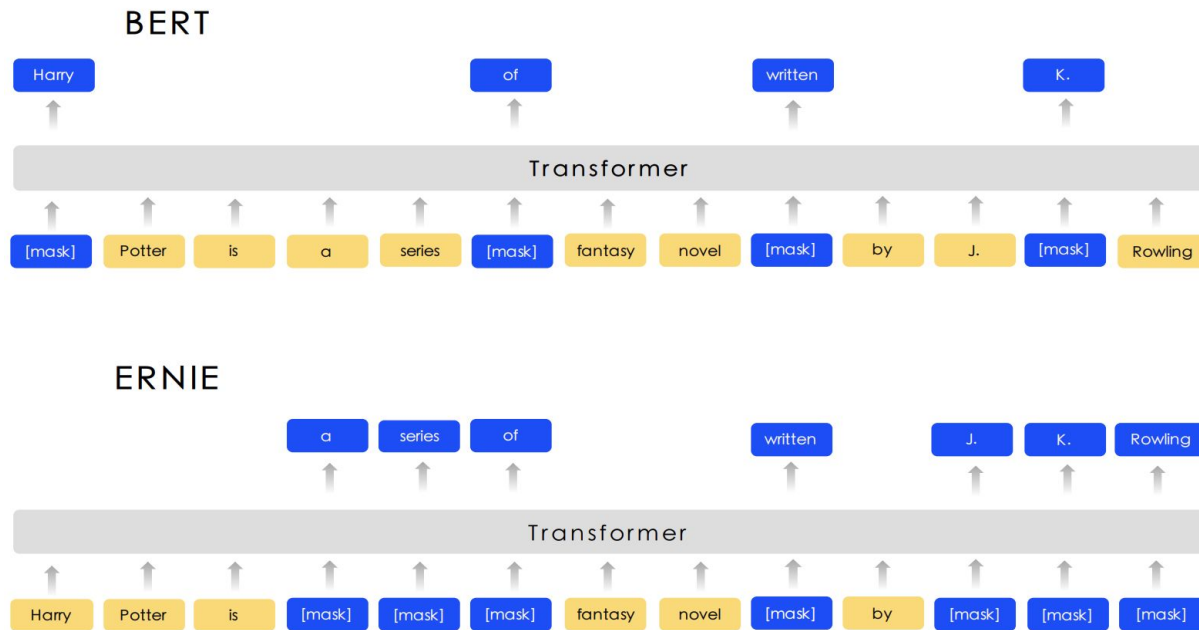 BERT
Harry of written K.
Transformer
[mask] Potter is a series [mask] fantasy novel [mask] by J. [mask] Rowling
ERNIE
a series of written J. K. Rowling
Transformer
Harry Potter is [mask] [mask] [mask] fantasy novel [mask] by [mask] [mask] [mask]